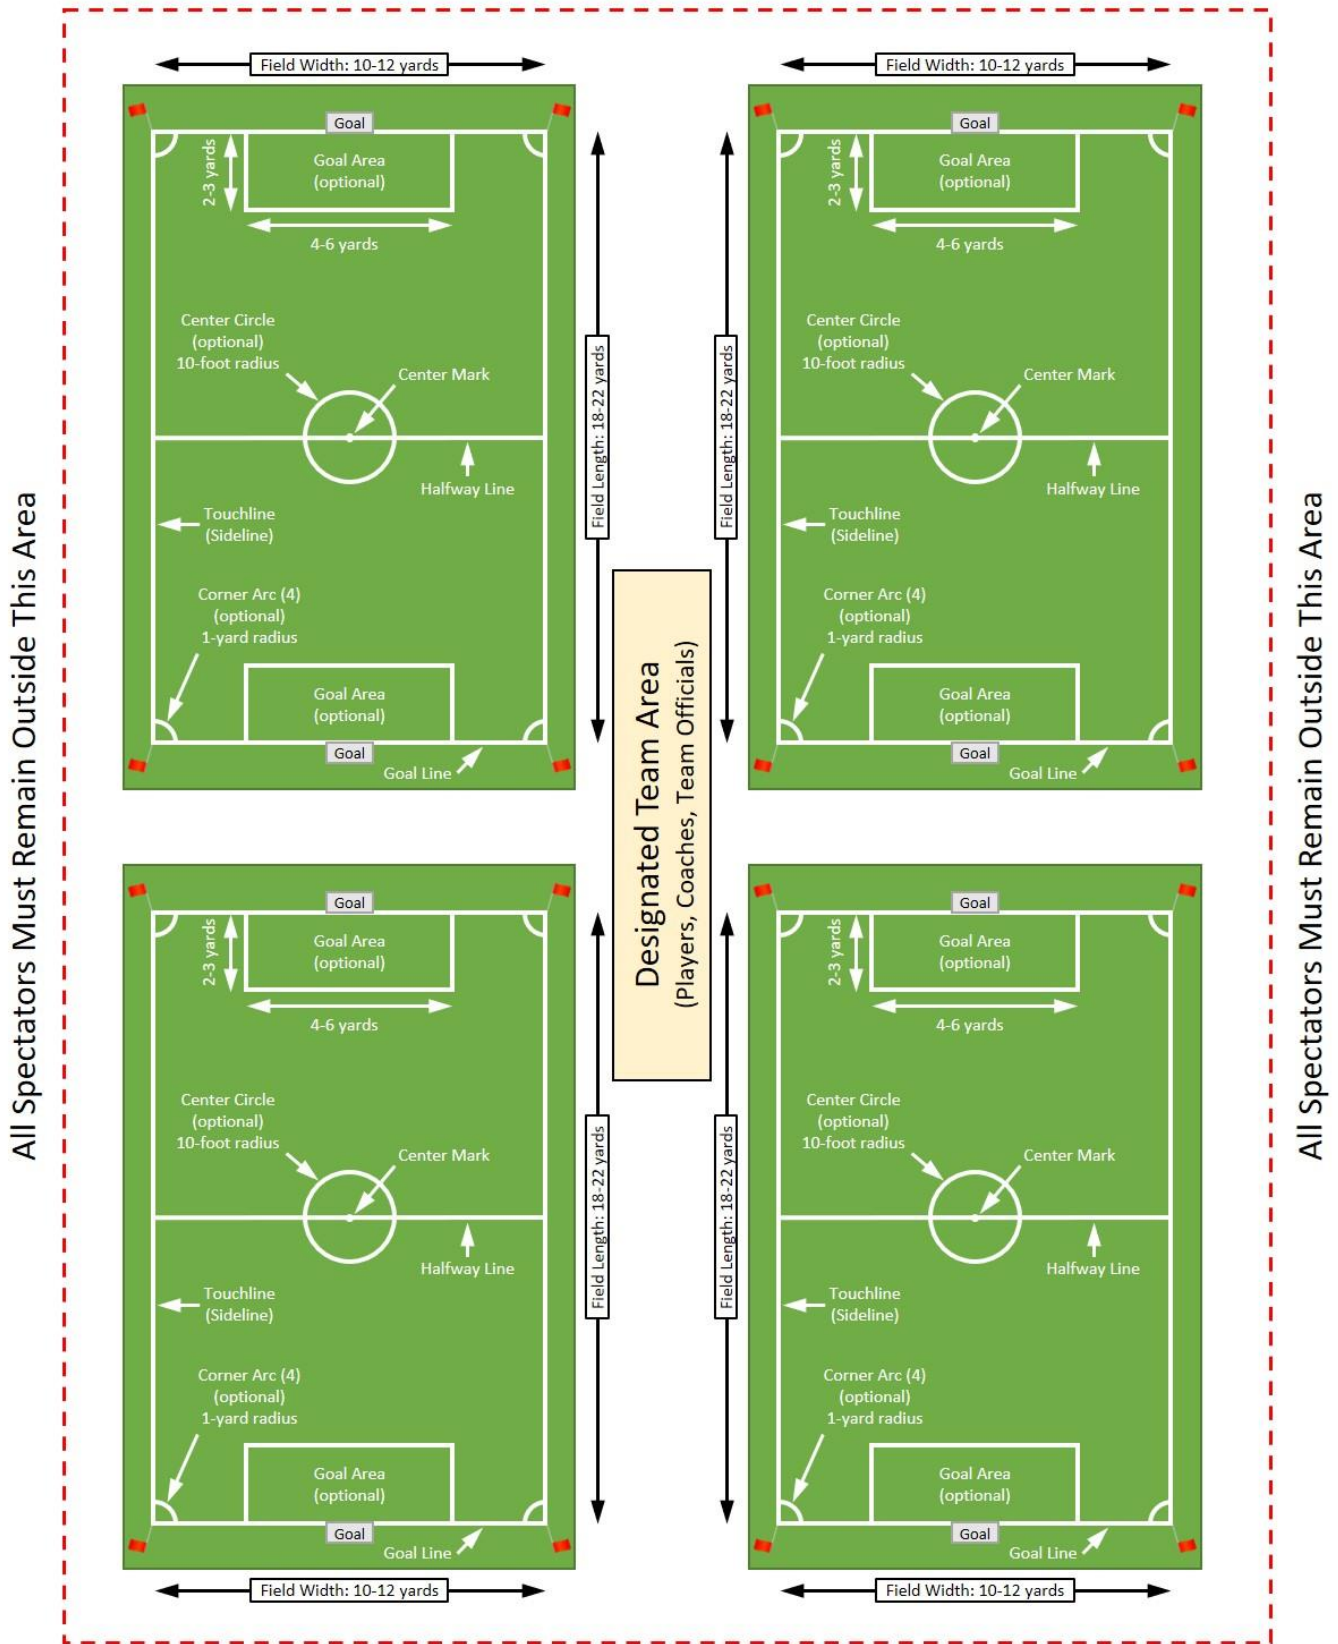 Field Width: 10-12 yards
Goal
Goal Area
(optional)
2-3 yards
4-6 yards
Center Circle
(optional)
10-foot radius
Center Mark
Halfway Line
Touchline
(Sideline)
Corner Arc (4)
(optional)
1-yard radius
Goal Area
(optional)
Goal
Goal Line
Field Length: 18-22 yards
Field Width: 10-12 yards
Goal
Goal Area
(optional)
2-3 yards
4-6 yards
Center Circle
(optional)
10-foot radius
Center Mark
Halfway Line
Touchline
(Sideline)
Corner Arc (4)
(optional)
1-yard radius
Goal Area
(optional)
Goal
Goal Line
Field Length: 18-22 yards
All Spectators Must Remain Outside This Area
Designated Team Area
(Players, Coaches, Team Officials)
All Spectators Must Remain Outside This Area
Goal
Goal Area
(optional)
2-3 yards
4-6 yards
Center Circle
(optional)
10-foot radius
Center Mark
Halfway Line
Touchline
(Sideline)
Corner Arc (4)
(optional)
1-yard radius
Goal Area
(optional)
Goal
Goal Line
Field Length: 18-22 yards
Field Width: 10-12 yards
Goal
Goal Area
(optional)
2-3 yards
4-6 yards
Center Circle
(optional)
10-foot radius
Center Mark
Halfway Line
Touchline
(Sideline)
Corner Arc (4)
(optional)
1-yard radius
Goal Area
(optional)
Goal
Goal Line
Field Length: 18-22 yards
Field Width: 10-12 yards